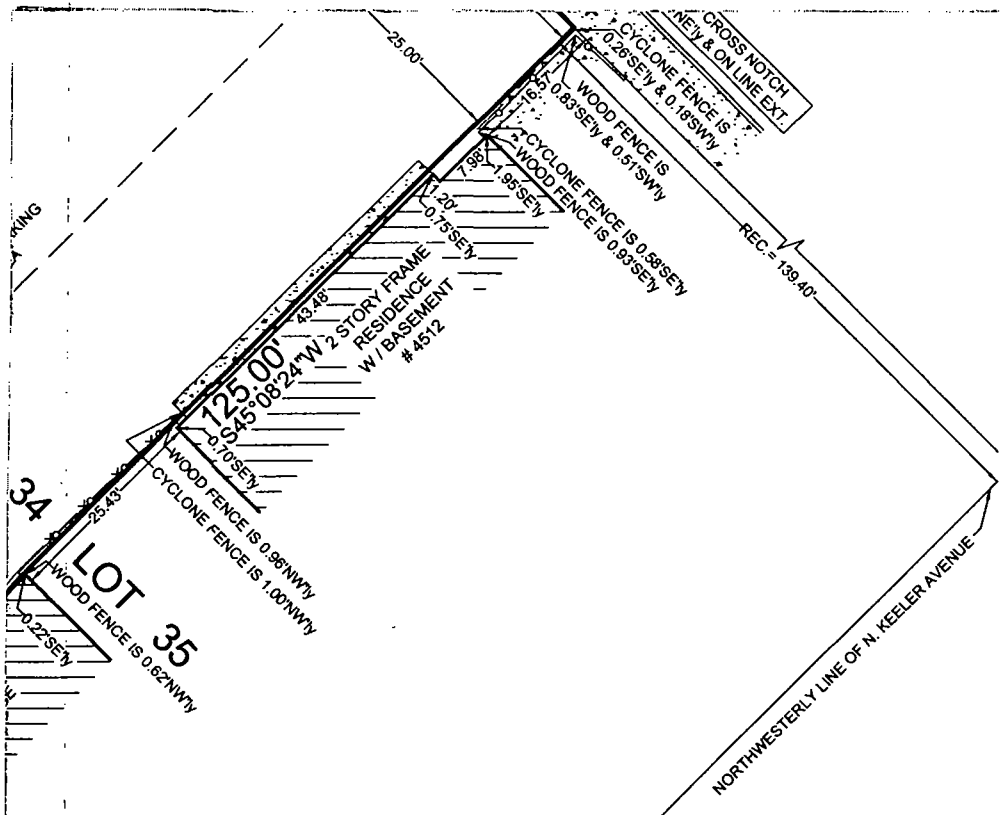 CROSS NOTCH
NE'ly & ON LINE EXT.
CYCLONE FENCE IS
0.26'SE'ly & 0.18'SW'ly
25.00'
16.57'
WOOD FENCE IS
0.83'SE'ly & 0.51'SW'ly
CYCLONE FENCE IS 0.58'SE'ly
WOOD FENCE IS 0.93'SE'ly
7.98'
1.95'SE'ly
1.20'
0.75'SE'ly
REC.= 139.40'
43.48'
2 STORY FRAME
RESIDENCE
W / BASEMENT
# 4512
125.00'
S45°08'24"W
0.70'SE'ly
WOOD FENCE IS 0.96'NW'ly
CYCLONE FENCE IS 1.00'NW'ly
25.43'
34
LOT 35
WOOD FENCE IS 0.62'NW'ly
0.22'SE'ly
NORTHWESTERLY LINE OF N. KEELER AVENUE